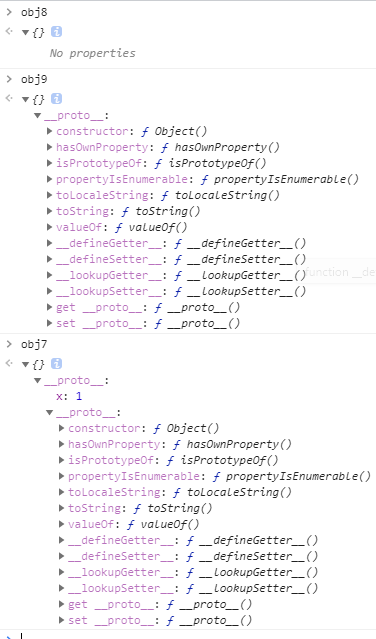 obj8
{} i
No properties
obj9
{} i
__proto__:
constructor: ƒ Object()
hasOwnProperty: ƒ hasOwnProperty()
isPrototypeOf: ƒ isPrototypeOf()
propertyIsEnumerable: ƒ propertyIsEnumerable()
toLocaleString: ƒ toLocaleString()
toString: ƒ toString()
valueOf: ƒ valueOf()
__defineGetter__: ƒ __defineGetter__()
__defineSetter__: ƒ __defineSetter__()
__lookupGetter__: ƒ __lookupGetter__() function __de
__lookupSetter__: ƒ __lookupSetter__()
get __proto__: ƒ __proto__()
set __proto__: ƒ __proto__()
obj7
{} i
__proto__:
x: 1
__proto__:
constructor: ƒ Object()
hasOwnProperty: ƒ hasOwnProperty()
isPrototypeOf: ƒ isPrototypeOf()
propertyIsEnumerable: ƒ propertyIsEnumerable()
toLocaleString: ƒ toLocaleString()
toString: ƒ toString()
valueOf: ƒ valueOf()
__defineGetter__: ƒ __defineGetter__()
__defineSetter__: ƒ __defineSetter__()
__lookupGetter__: ƒ __lookupGetter__()
__lookupSetter__: ƒ __lookupSetter__()
get __proto__: ƒ __proto__()
set __proto__: ƒ __proto__()